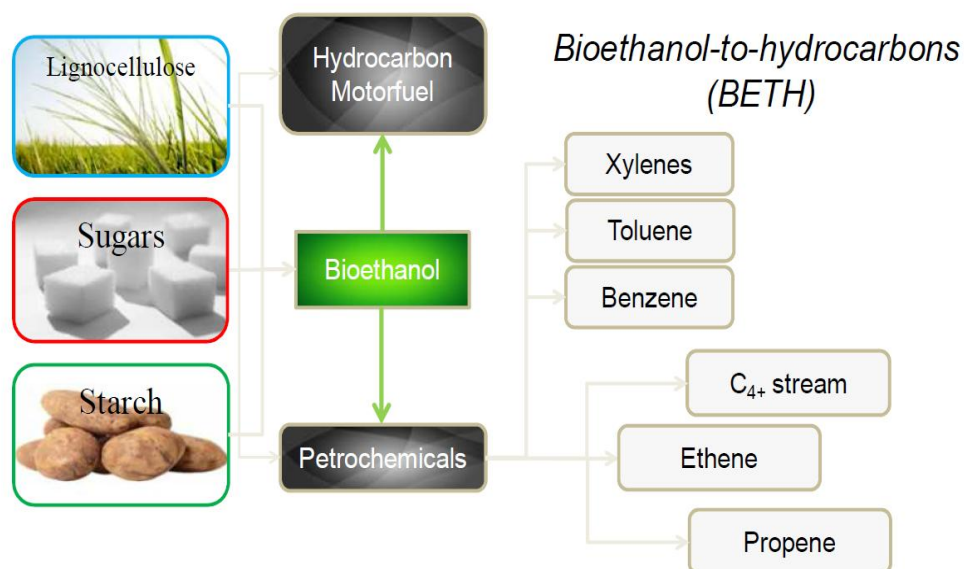 Bioethanol-to-hydrocarbons
(BETH)
Lignocellulose
Sugars
Starch
Hydrocarbon
Motorfuel
Bioethanol
Petrochemicals
Xylenes
Toluene
Benzene
C₄₊ stream
Ethene
Propene